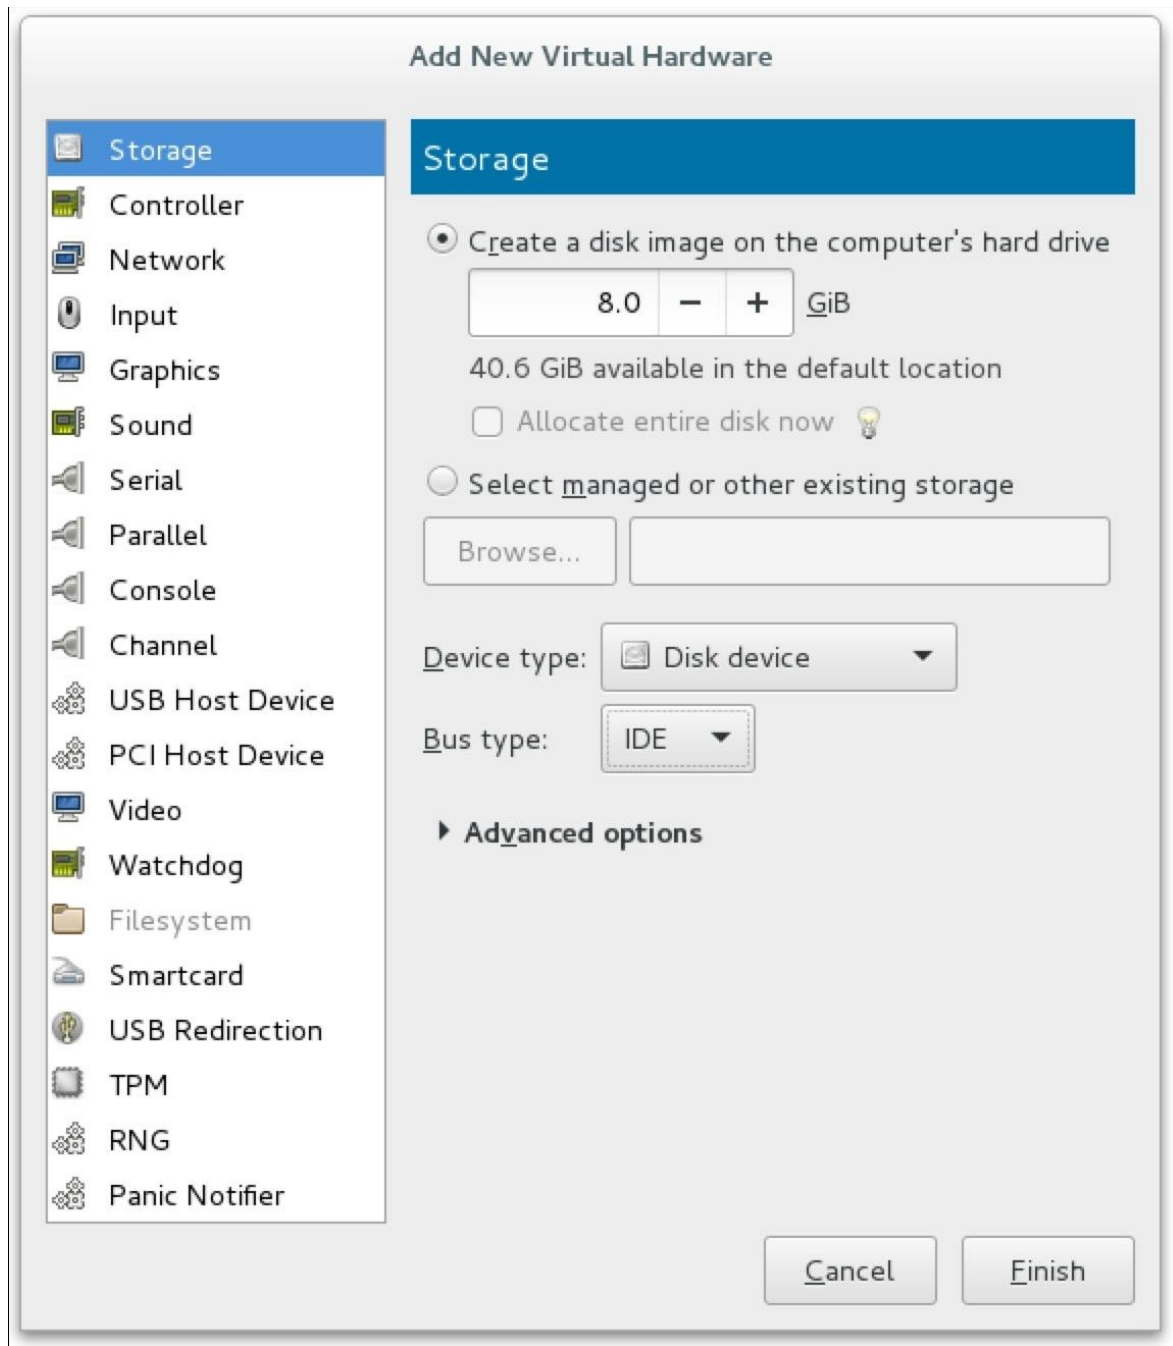 Add New Virtual Hardware
Storage
Controller
Network
Input
Graphics
Sound
Serial
Parallel
Console
Channel
USB Host Device
PCI Host Device
Video
Watchdog
Filesystem
Smartcard
USB Redirection
TPM
RNG
Panic Notifier
Storage
Create a disk image on the computer's hard drive
8.0 − + GiB
40.6 GiB available in the default location
Allocate entire disk now
Select managed or other existing storage
Browse...
Device type: Disk device
Bus type: IDE
Advanced options
Cancel Finish